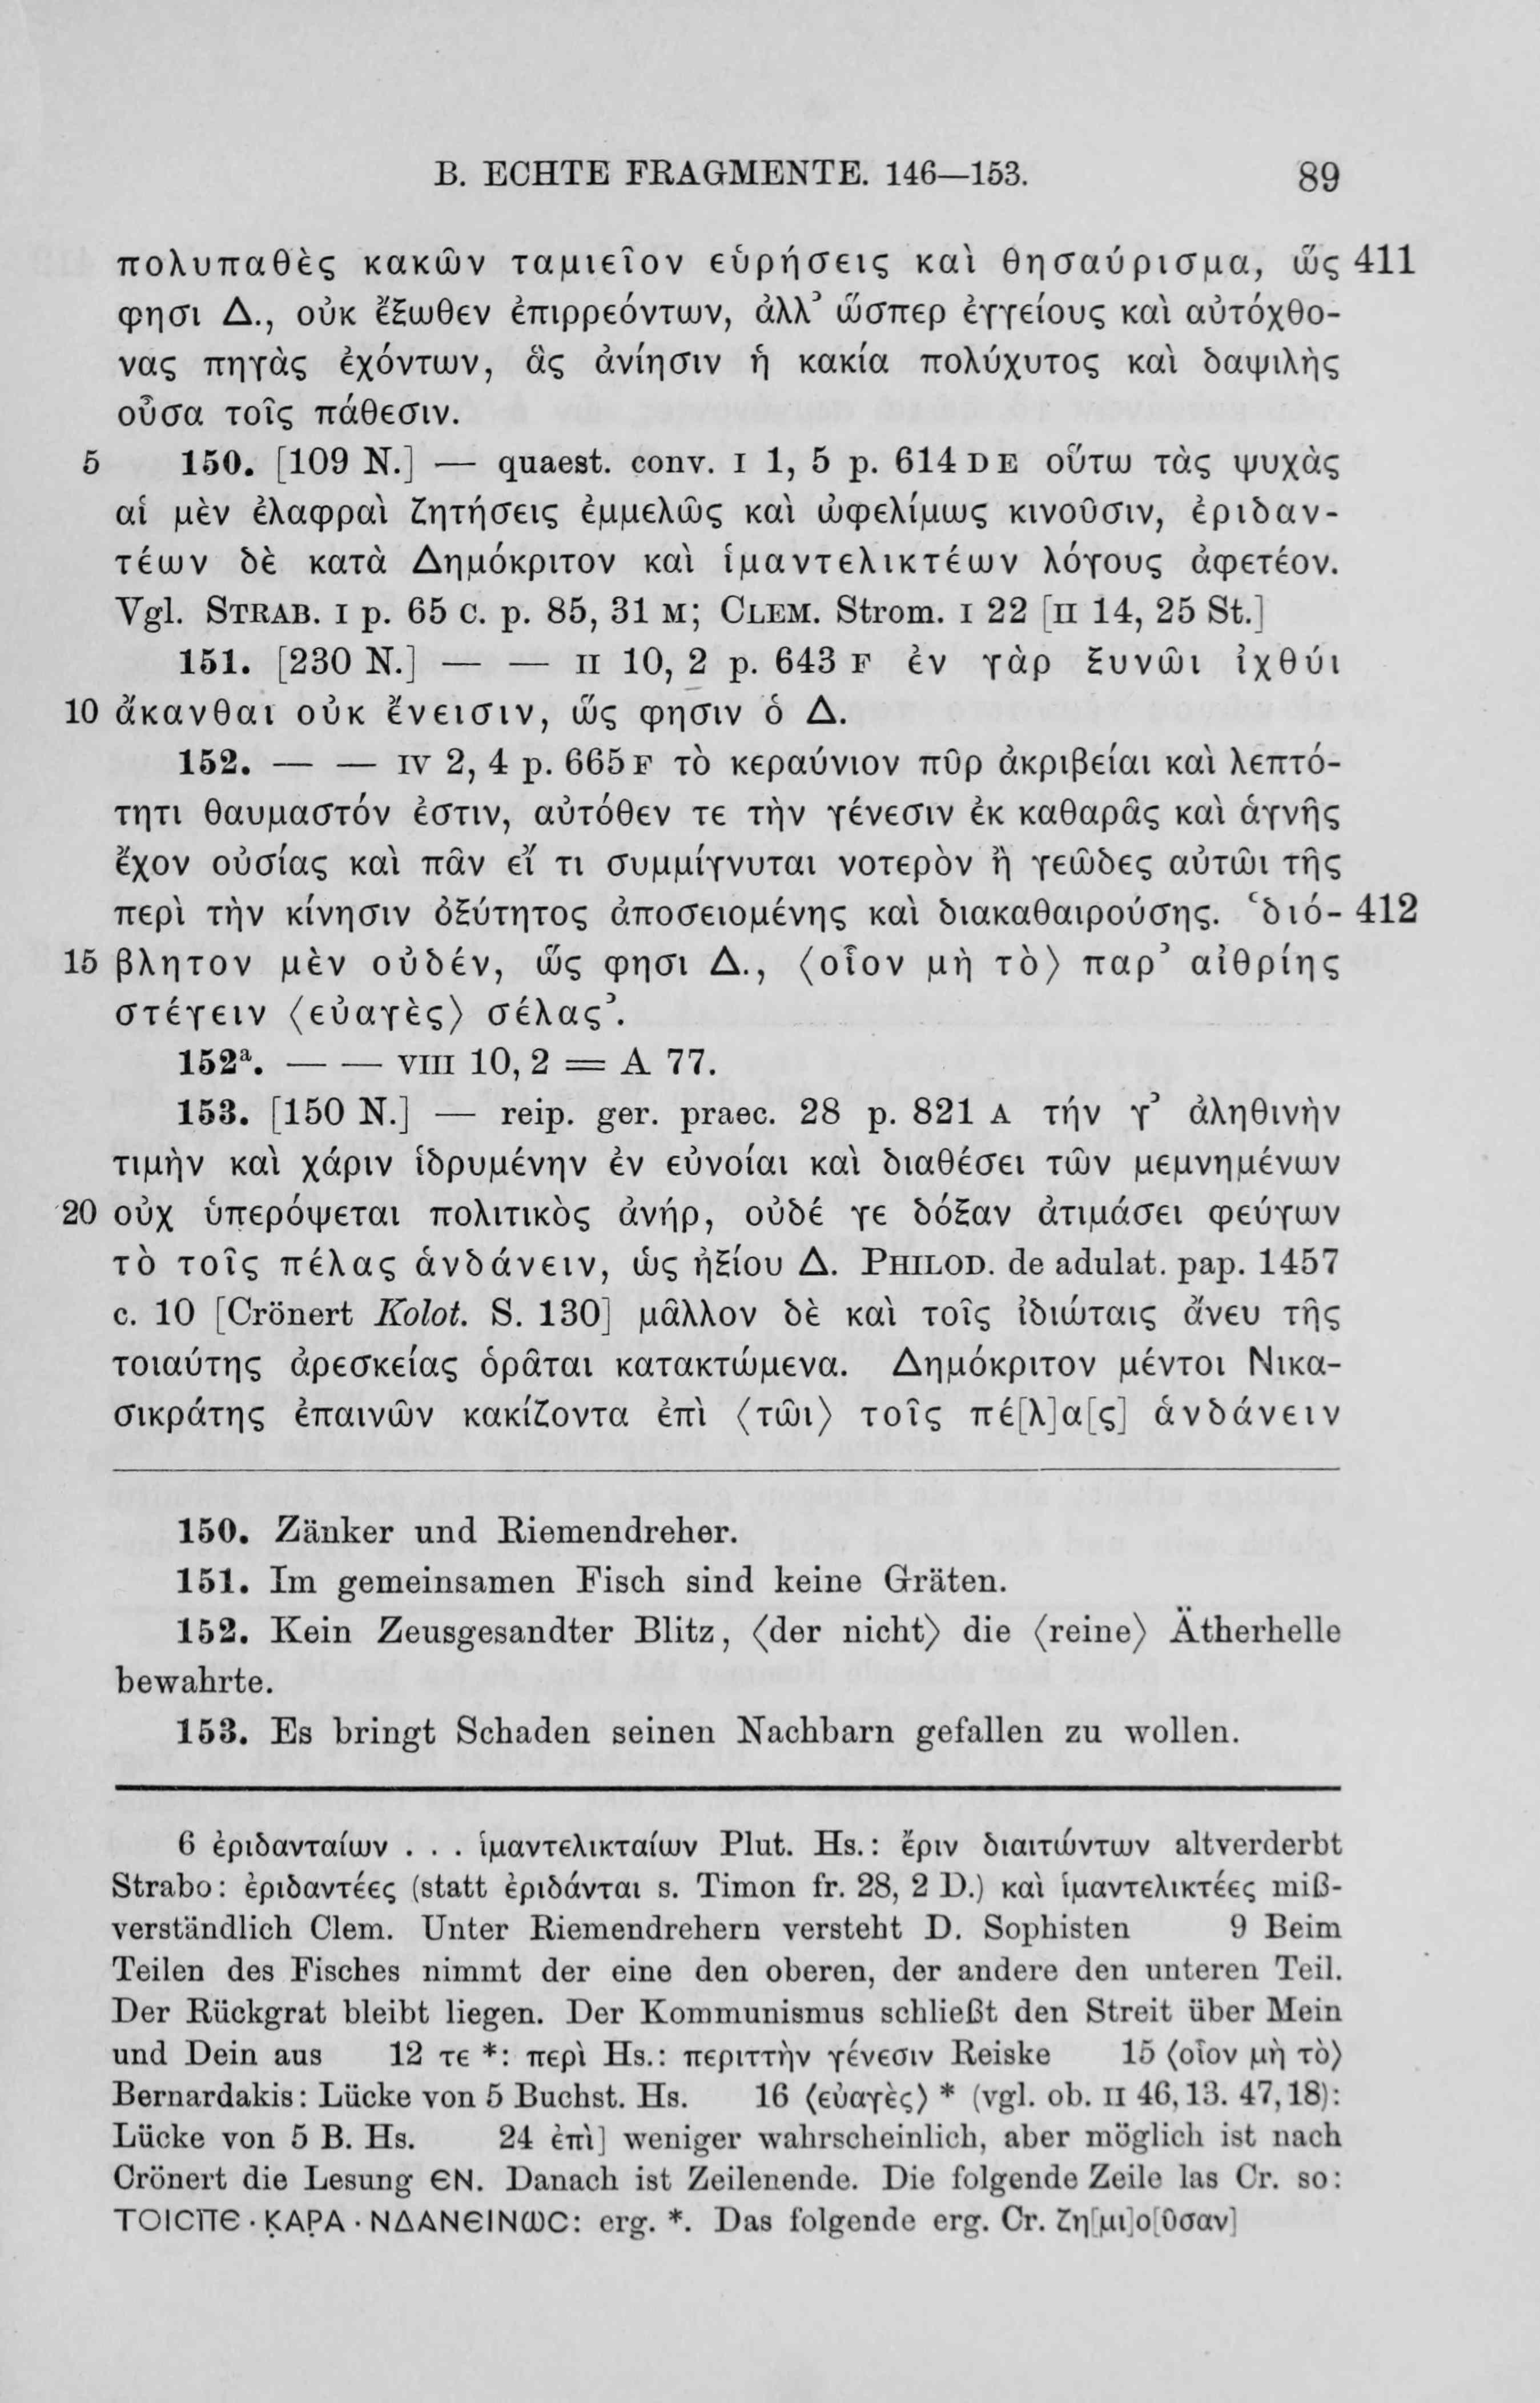 B. ECHTE FRAGMENTE. 146—153. 89
πολυπαθὲς κακῶν ταμιεῖον εὑρήσεις καὶ θησαύρισμα, ὥς 411
φησι Δ., οὐκ ἔξωθεν ἐπιρρεόντων, ἀλλ᾽ ὥσπερ ἐγγείους καὶ αὐτόχθο-
νας πηγὰς ἐχόντων, ἃς ἀνίησιν ἡ κακία πολύχυτος καὶ δαψιλὴς
οὖσα τοῖς πάθεσιν.
5 150. [109 N.] — quaest. conv. I 1, 5 p. 614 D E οὕτω τὰς ψυχὰς
αἱ μὲν ἐλαφραὶ ζητήσεις ἐμμελῶς καὶ ὠφελίμως κινοῦσιν, ἐριδαν-
τέων δὲ κατὰ Δημόκριτον καὶ ἱμαντελικτέων λόγους ἀφετέον.
Vgl. STRAB. I p. 65 C. p. 85, 31 M; CLEM. Strom. I 22 [II 14, 25 St.]
151. [230 N.] — — II 10, 2 p. 643 F ἐν γὰρ ξυνῶι ἰχθύι
10 ἄκανθαι οὐκ ἔνεισιν, ὥς φησιν ὁ Δ.
152. — — IV 2, 4 p. 665 F τὸ κεραύνιον πῦρ ἀκριβείαι καὶ λεπτό-
τητι θαυμαστόν ἐστιν, αὐτόθεν τε τὴν γένεσιν ἐκ καθαρᾶς καὶ ἁγνῆς
ἔχον οὐσίας καὶ πᾶν εἴ τι συμμίγνυται νοτερὸν ἢ γεῶδες αὐτῶι τῆς
περὶ τὴν κίνησιν ὀξύτητος ἀποσειομένης καὶ διακαθαιρούσης. ‘διό- 412
15 βλητον μὲν οὐδέν, ὥς φησι Δ., ⟨οἷον μὴ τὸ⟩ παρ᾽ αἰθρίης
στέγειν ⟨εὐαγὲς⟩ σέλας’.
152ᵃ. — — VIII 10, 2 = A 77.
153. [150 N.] — reip. ger. praec. 28 p. 821 A τήν γ᾽ ἀληθινὴν
τιμὴν καὶ χάριν ἱδρυμένην ἐν εὐνοίαι καὶ διαθέσει τῶν μεμνημένων
20 οὐχ ὑπερόψεται πολιτικὸς ἀνήρ, οὐδέ γε δόξαν ἀτιμάσει φεύγων
τὸ τοῖς πέλας ἁνδάνειν, ὡς ἠξίου Δ. PHILOD. de adulat. pap. 1457
c. 10 [Crönert Kolot. S. 130] μᾶλλον δὲ καὶ τοῖς ἰδιώταις ἄνευ τῆς
τοιαύτης ἀρεσκείας ὁρᾶται κατακτώμενα. Δημόκριτον μέντοι Νικα-
σικράτης ἐπαινῶν κακίζοντα ἐπὶ ⟨τῶι⟩ τοῖς πέ[λ]α[ς] ἁνδάνειν
150. Zänker und Riemendreher.
151. Im gemeinsamen Fisch sind keine Gräten.
152. Kein Zeusgesandter Blitz, ⟨der nicht⟩ die ⟨reine⟩ Ätherhelle
bewahrte.
153. Es bringt Schaden seinen Nachbarn gefallen zu wollen.
6 ἐριδανταίων . . . ἱμαντελικταίων Plut. Hs.: ἔριν διαιτώντων altverderbt
Strabo: ἐριδαντέες (statt ἐριδάνται s. Timon fr. 28, 2 D.) καὶ ἱμαντελικτέες miß-
verständlich Clem. Unter Riemendrehern versteht D. Sophisten 9 Beim
Teilen des Fisches nimmt der eine den oberen, der andere den unteren Teil.
Der Rückgrat bleibt liegen. Der Kommunismus schließt den Streit über Mein
und Dein aus 12 τε *: περὶ Hs.: περιττὴν γένεσιν Reiske 15 ⟨οἷον μὴ τὸ⟩
Bernardakis: Lücke von 5 Buchst. Hs. 16 ⟨εὐαγὲς⟩ * (vgl. ob. II 46, 13. 47, 18):
Lücke von 5 B. Hs. 24 ἐπὶ] weniger wahrscheinlich, aber möglich ist nach
Crönert die Lesung ЄN. Danach ist Zeilenende. Die folgende Zeile las Cr. so:
ΤΟΙCΠЄ · Κ̣ΑΡ̣Α · ΝΔΑΝЄΙΝωC: erg. *. Das folgende erg. Cr. ζη[μι]ο[ῦσαν]